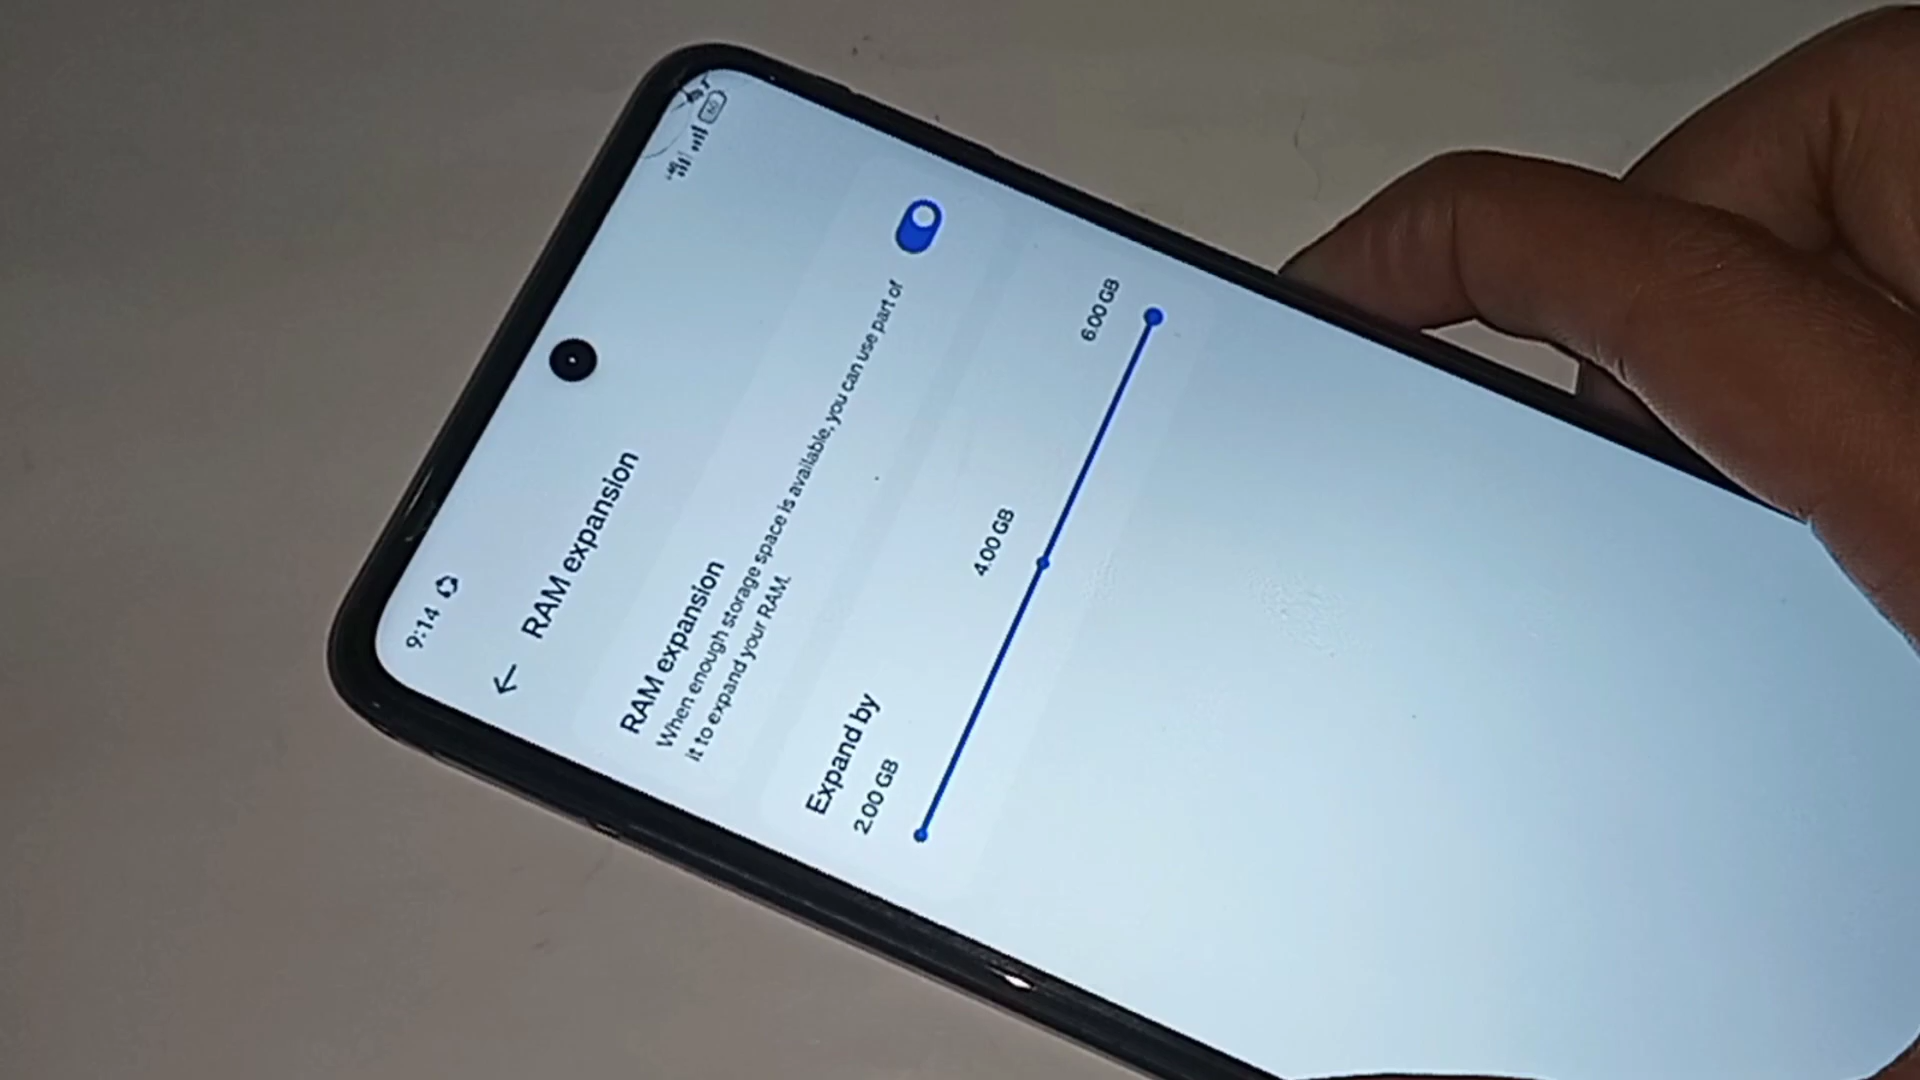 9:14
RAM expansion
RAM expansion
When enough storage space is available, you can use part of
it to expand your RAM.
Expand by
2.00 GB 4.00 GB 6.00 GB